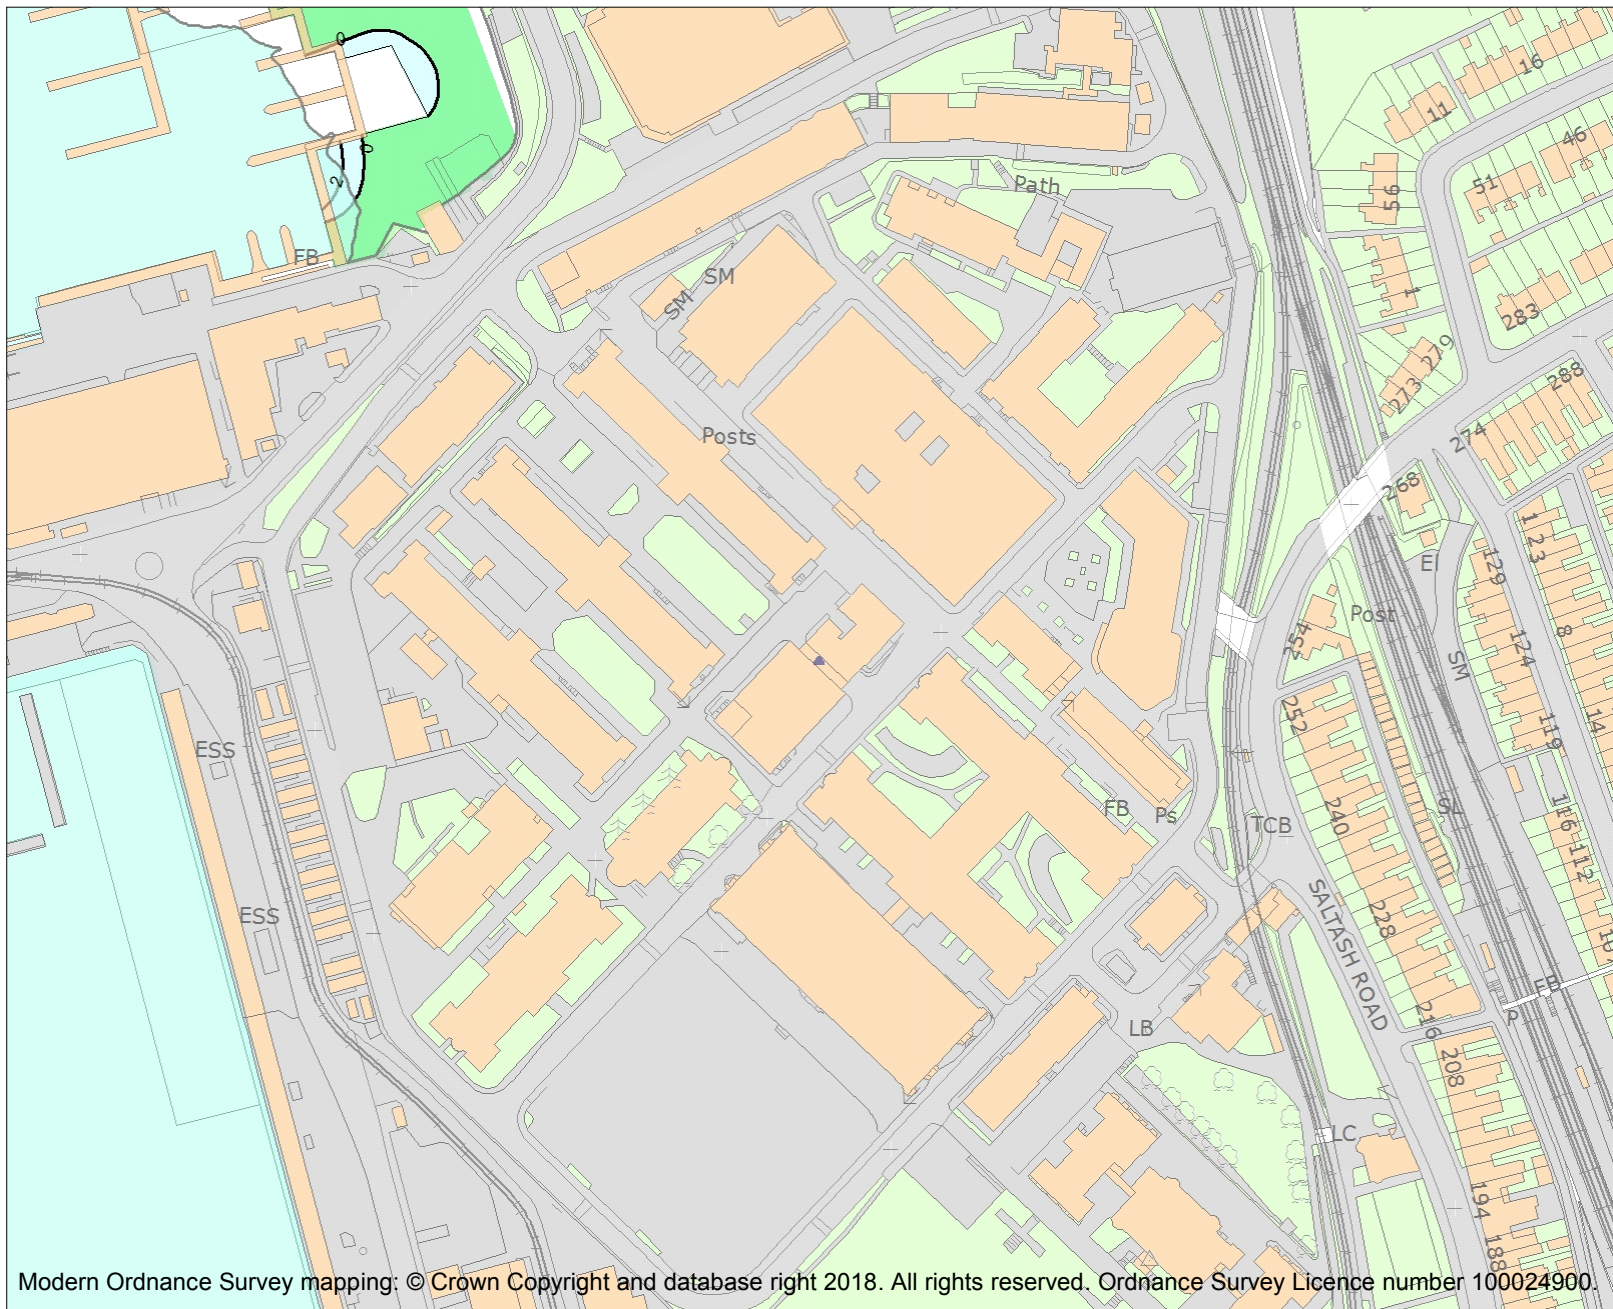 0
16
11
46
0
51
Path
56
2
FB
SM
SM
1
283
279
273
288
Posts
274
268
1 23
EI
129
Post
8
254
124
SM
252
14
119
ESS
240
SL
FB
Ps
TCB
116
112
228
SALTASH ROAD
ESS
FB
P
216
LB
208
LC
194
188
Modern Ordnance Survey mapping: © Crown Copyright and database right 2018. All rights reserved. Ordnance Survey Licence number 100024900.